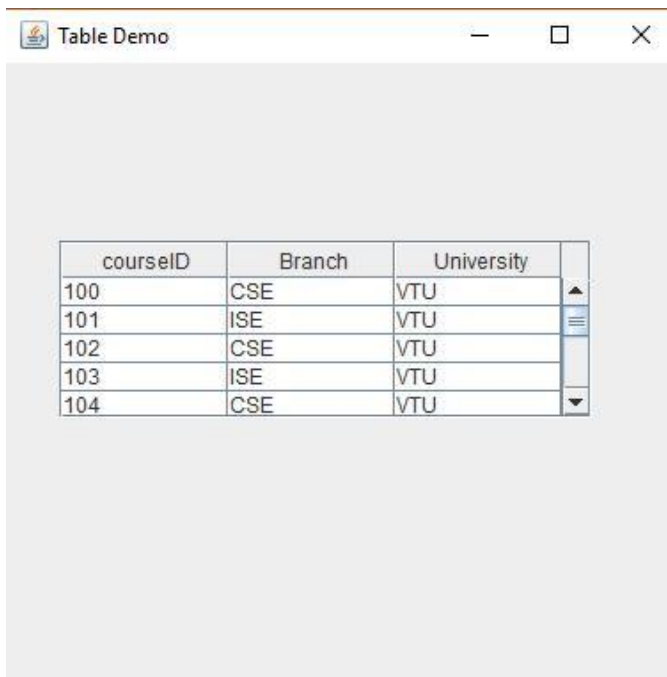 Table Demo
courseID Branch University
100 CSE VTU
101 ISE VTU
102 CSE VTU
103 ISE VTU
104 CSE VTU